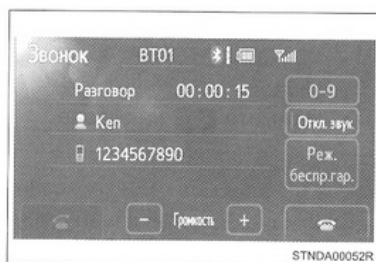 Звонок BT01
Разговор 00:00:15 0-9
Ken Откл. звук
1234567890 Реж. беспр.гар.
- Громкость +
STNDA00052R